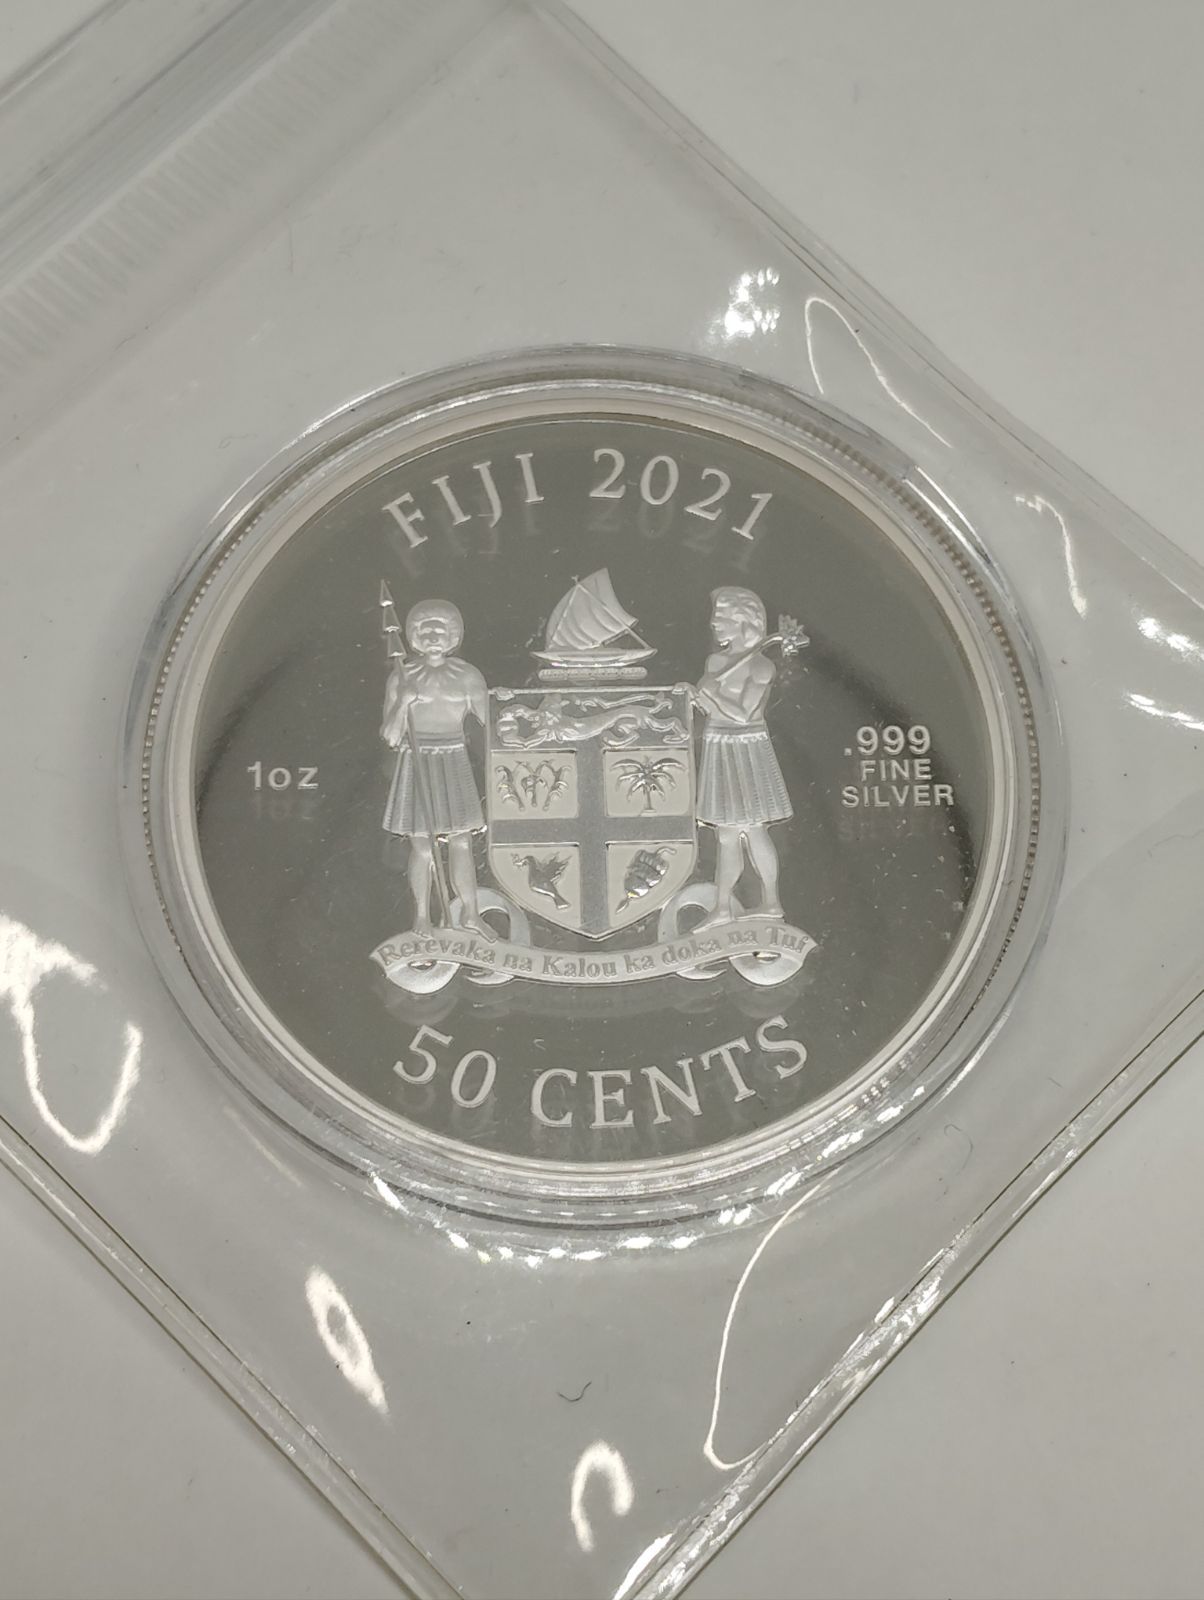 FIJI 2021
1oz
.999
FINE
SILVER
Rerevaka na Kalou ka doka na Tui
50 CENTS